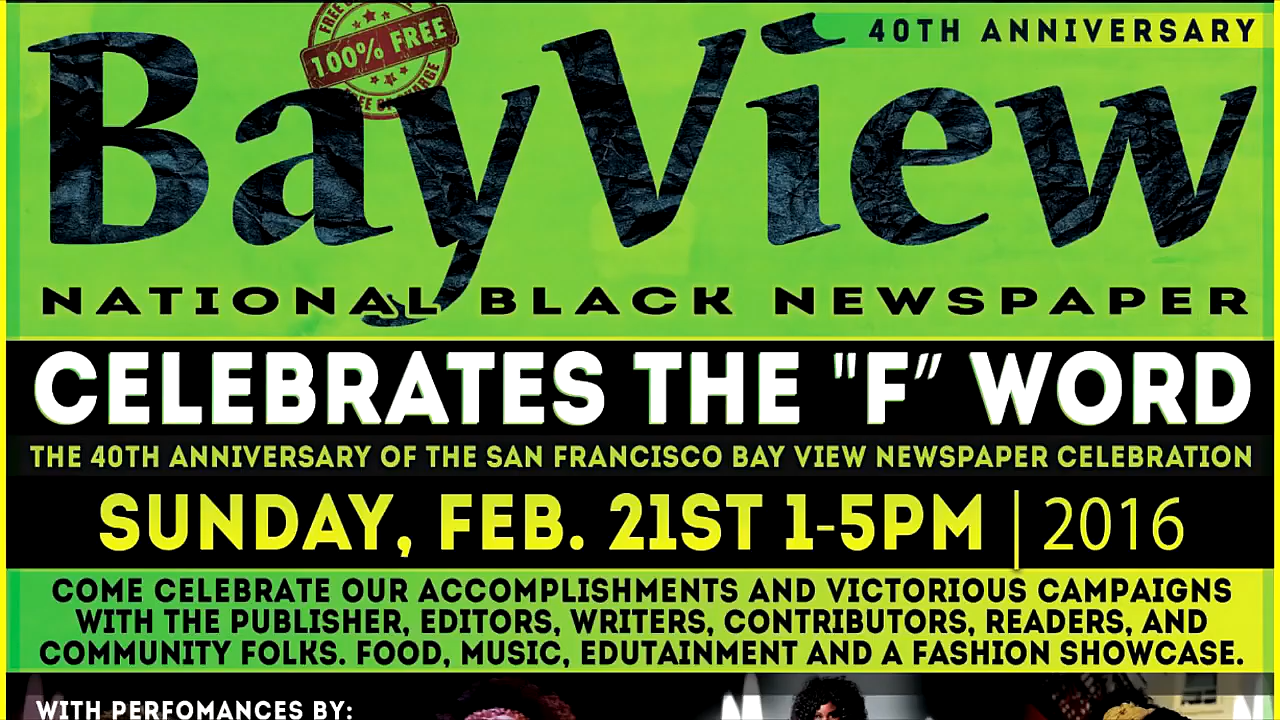 40TH ANNIVERSARY
FREE OF
100% FREE
BayView
NATIONAL BLACK NEWSPAPER
CELEBRATES THE "F” WORD
THE 40TH ANNIVERSARY OF THE SAN FRANCISCO BAY VIEW NEWSPAPER CELEBRATION
SUNDAY, FEB. 21ST 1-5PM | 2016
COME CELEBRATE OUR ACCOMPLISHMENTS AND VICTORIOUS CAMPAIGNS
WITH THE PUBLISHER, EDITORS, WRITERS, CONTRIBUTORS, READERS, AND
COMMUNITY FOLKS. FOOD, MUSIC, EDUTAINMENT AND A FASHION SHOWCASE.
WITH PERFOMANCES BY: